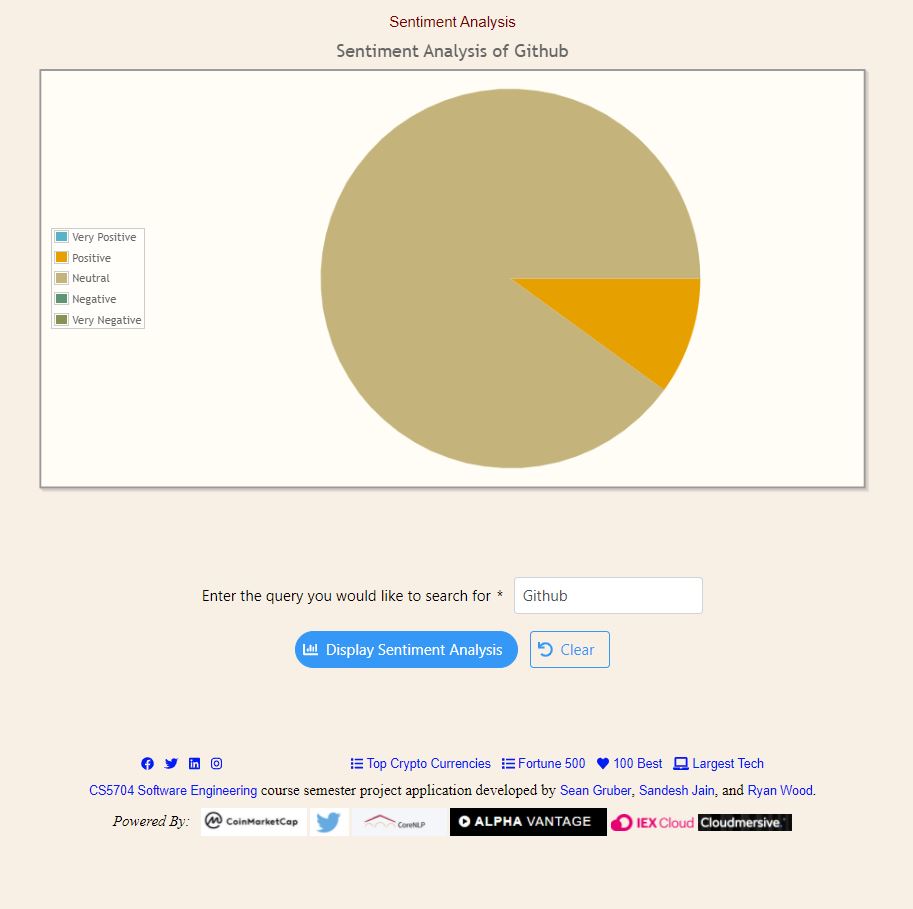 Sentiment Analysis
Sentiment Analysis of Github
Very Positive
Positive
Neutral
Negative
Very Negative
Enter the query you would like to search for * Github
Display Sentiment Analysis Clear
Top Crypto Currencies Fortune 500 100 Best Largest Tech
CS5704 Software Engineering course semester project application developed by Sean Gruber, Sandesh Jain, and Ryan Wood.
Powered By: CoinMarketCap CoreNLP ALPHA VANTAGE IEX Cloud Cloudmersive